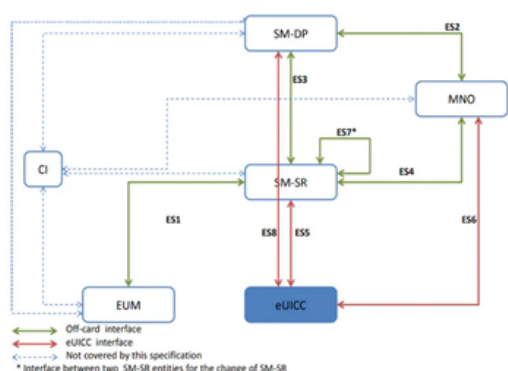 SM-DP
ES2
ES3
MNO
ES7*
CI
SM-SR
ES4
ES1
ES8
ES5
ES6
EUM
eUICC
Off-card interface
eUICC interface
Not covered by this specification
* Interface between two SM-SR entities for the change of SM-SR